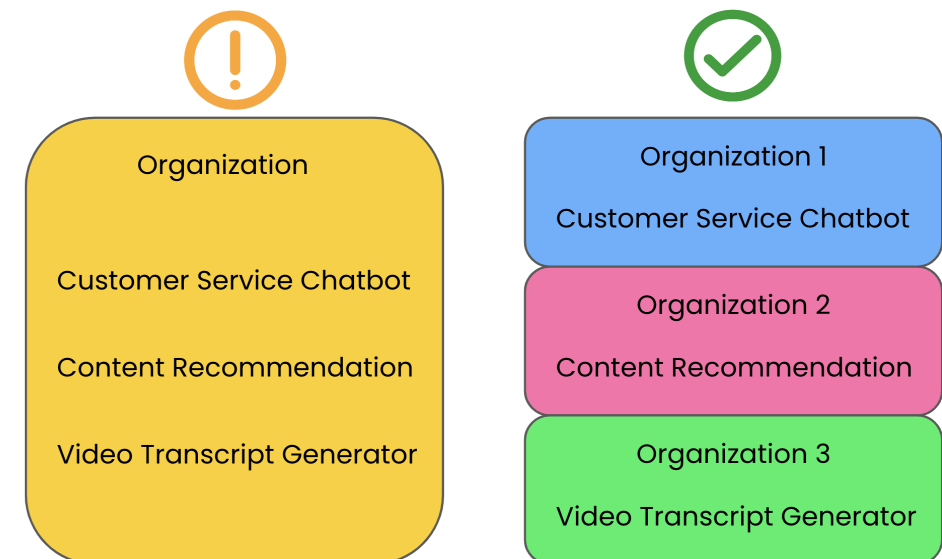 Organization
Customer Service Chatbot
Content Recommendation
Video Transcript Generator
Organization 1
Customer Service Chatbot
Organization 2
Content Recommendation
Organization 3
Video Transcript Generator